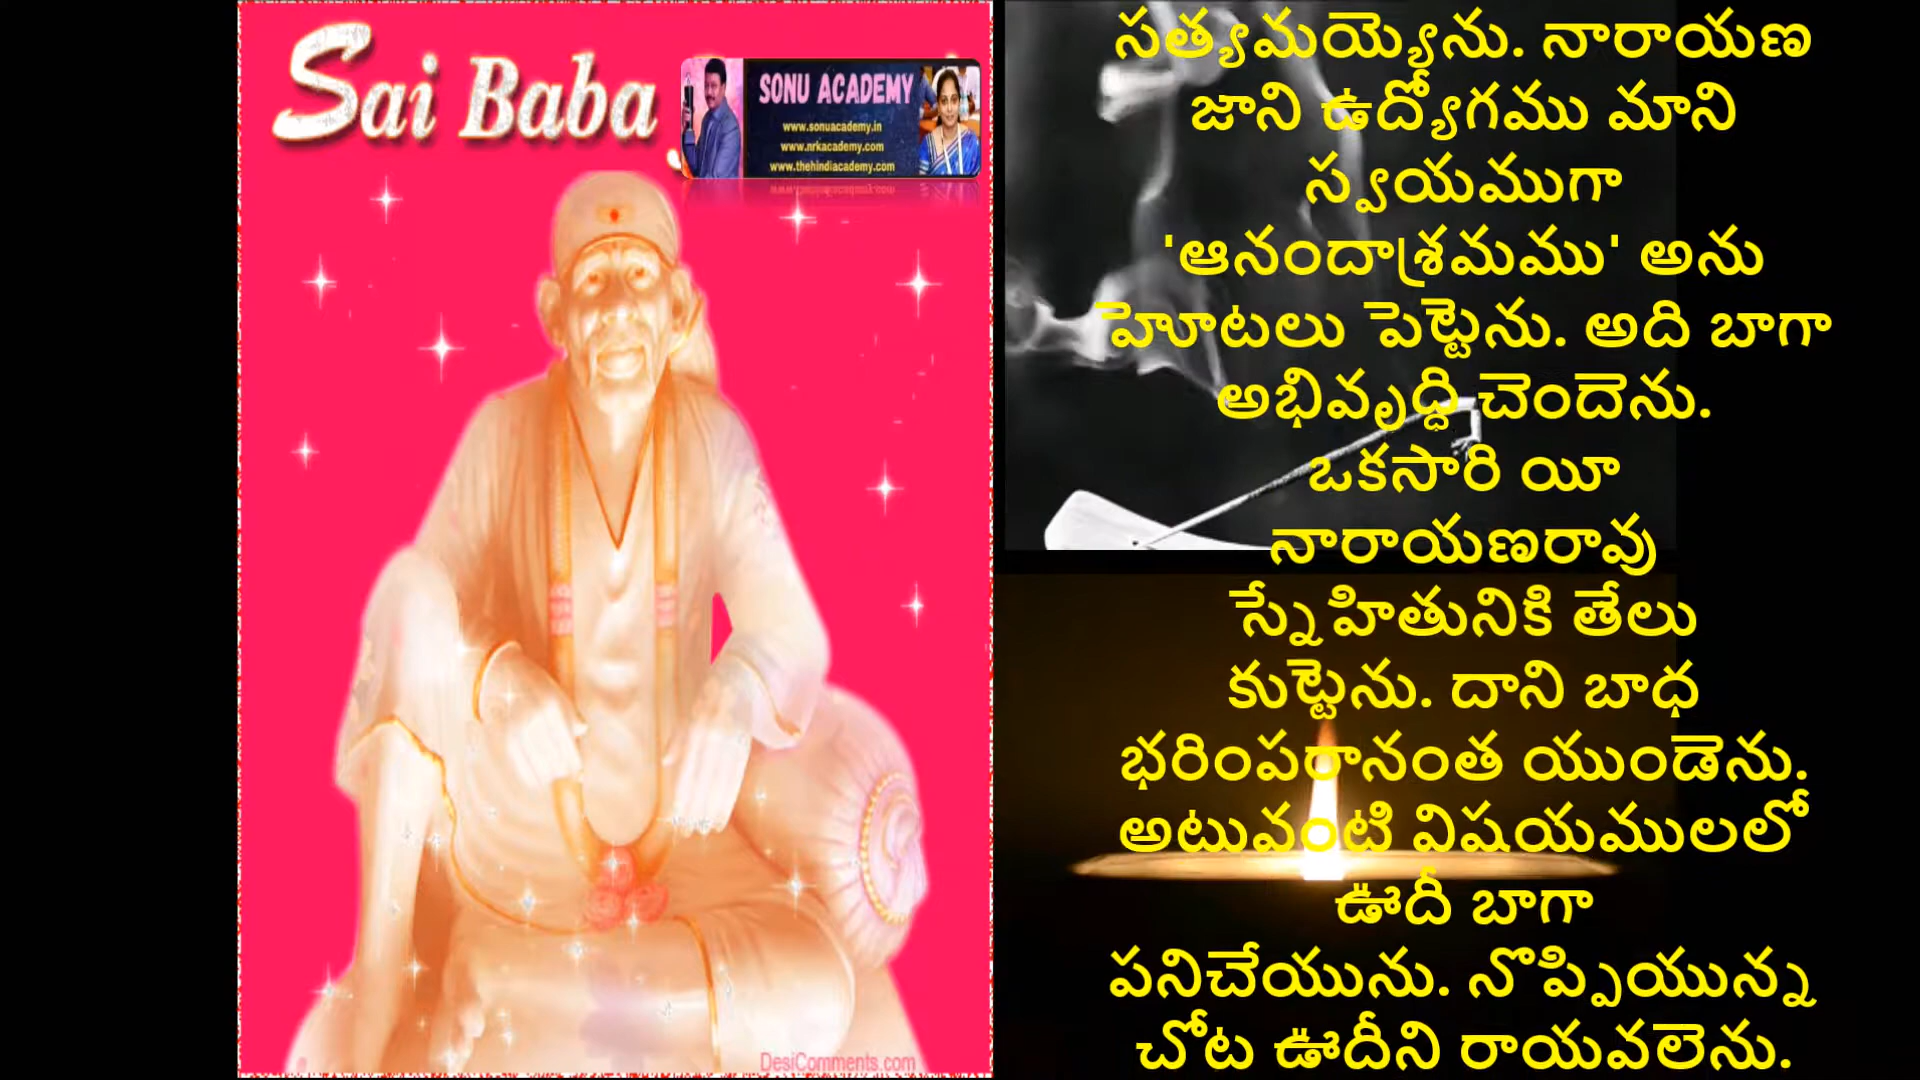 Sai Baba
SONU ACADEMY
www.sonuacademy.in
www.nrkacademy.com
www.thehindiacademy.com
DesiComments.com
సత్యమయ్యెను. నారాయణ
జాని ఉద్యోగము మాని
స్వయముగా
'ఆనందాశ్రమము' అను
హెూటలు పెట్టెను. అది బాగా
అభివృద్ధి చెందెను.
ఒకసారి యీ
నారాయణరావు
స్నేహితునికి తేలు
కుట్టెను. దాని బాధ
భరింపరానంత యుండెను.
అటువంటి విషయములలో
ఊదీ బాగా
పనిచేయును. నొప్పియున్న
చోట ఊదీని రాయవలెను.